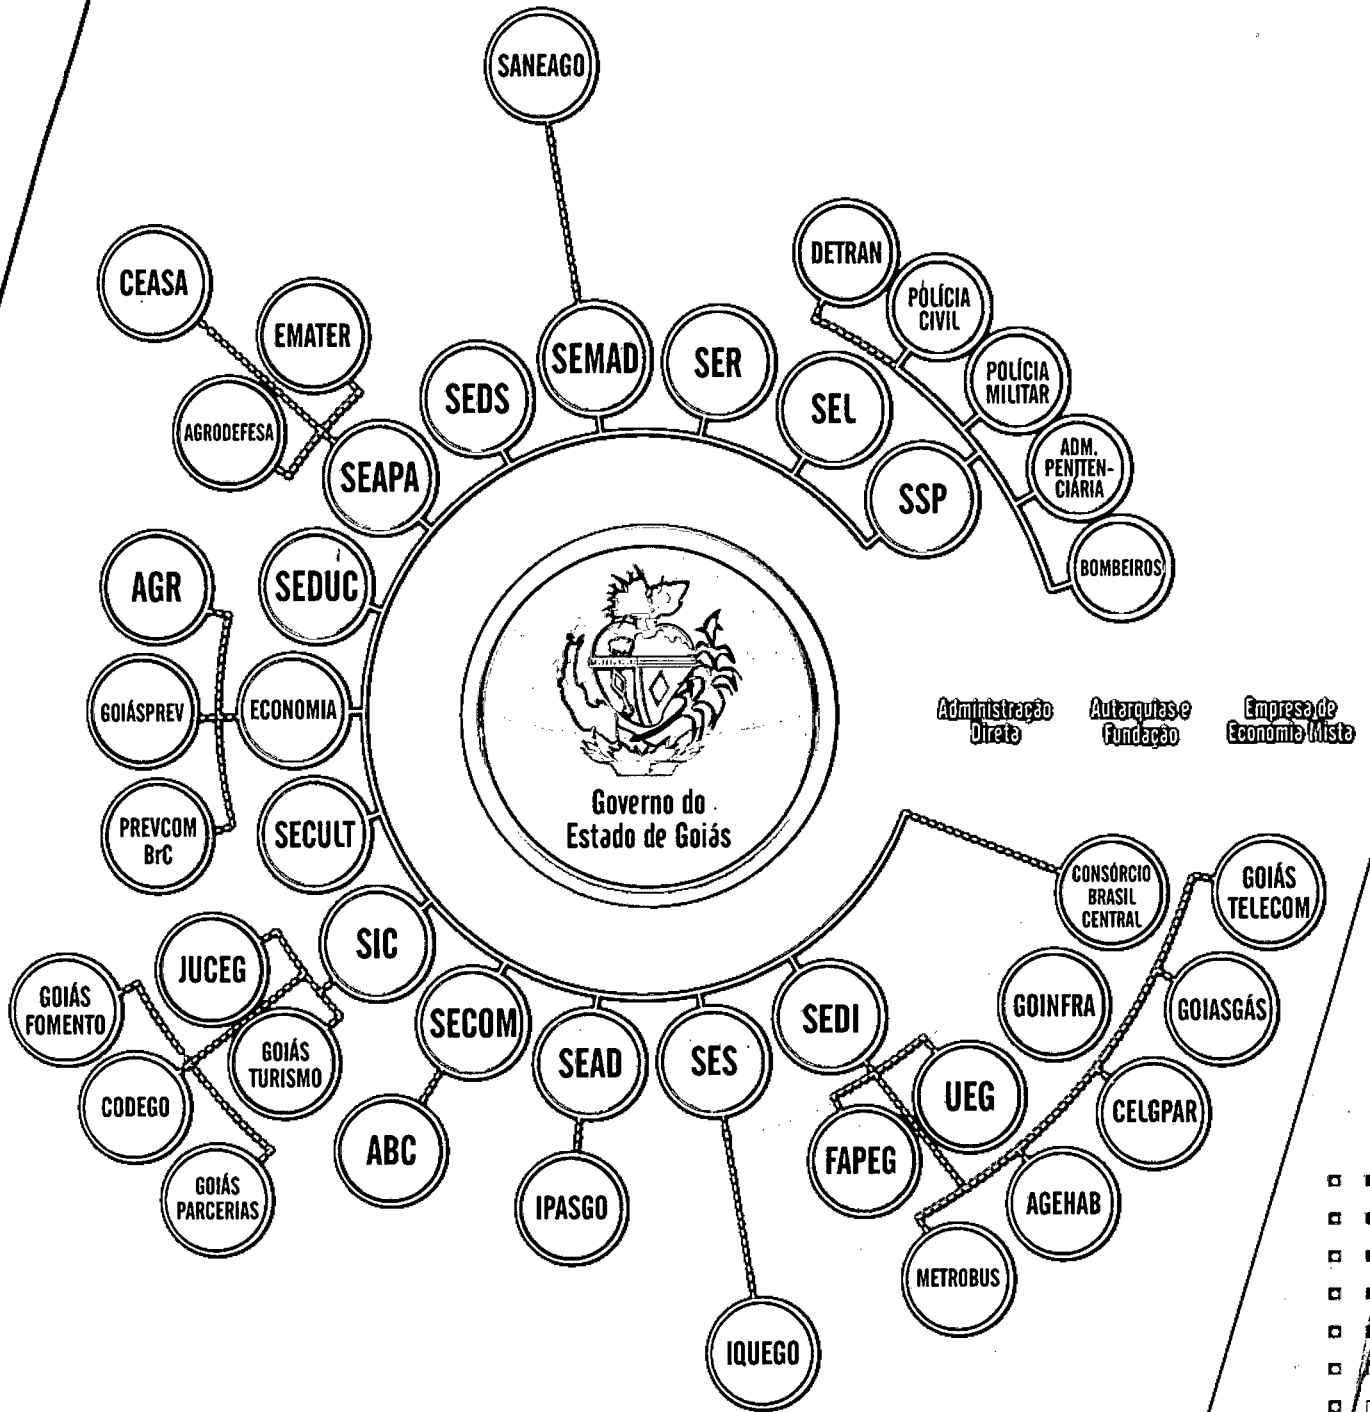 SANEAGO
CEASA
EMATER
AGRODEFESA
SEAPA
SEDS
SEMAD
SER
SEL
SSP
DETRAN
POLÍCIA
CIVIL
POLÍCIA
MILITAR
ADM.
PENITEN-
CIÁRIA
BOMBEIROS
AGR
GOIÁSPREV
PREVCOM
BrC
SEDUC
ECONOMIA
SECULT
Governo do
Estado de Goiás
Administração
Direta
Autarquias e
Fundação
Empresa de
Economia Mista
SIC
JUCEG
GOIÁS
TURISMO
GOIÁS
FOMENTO
CODEGO
GOIÁS
PARCERIAS
SECOM
ABC
SEAD
IPASGO
SES
IQUEGO
SEDI
UEG
FAPEG
CONSÓRCIO
BRASIL
CENTRAL
GOIÁS
TELECOM
GOINFRA
GOIASGÁS
CELGPAR
AGEHAB
METROBUS